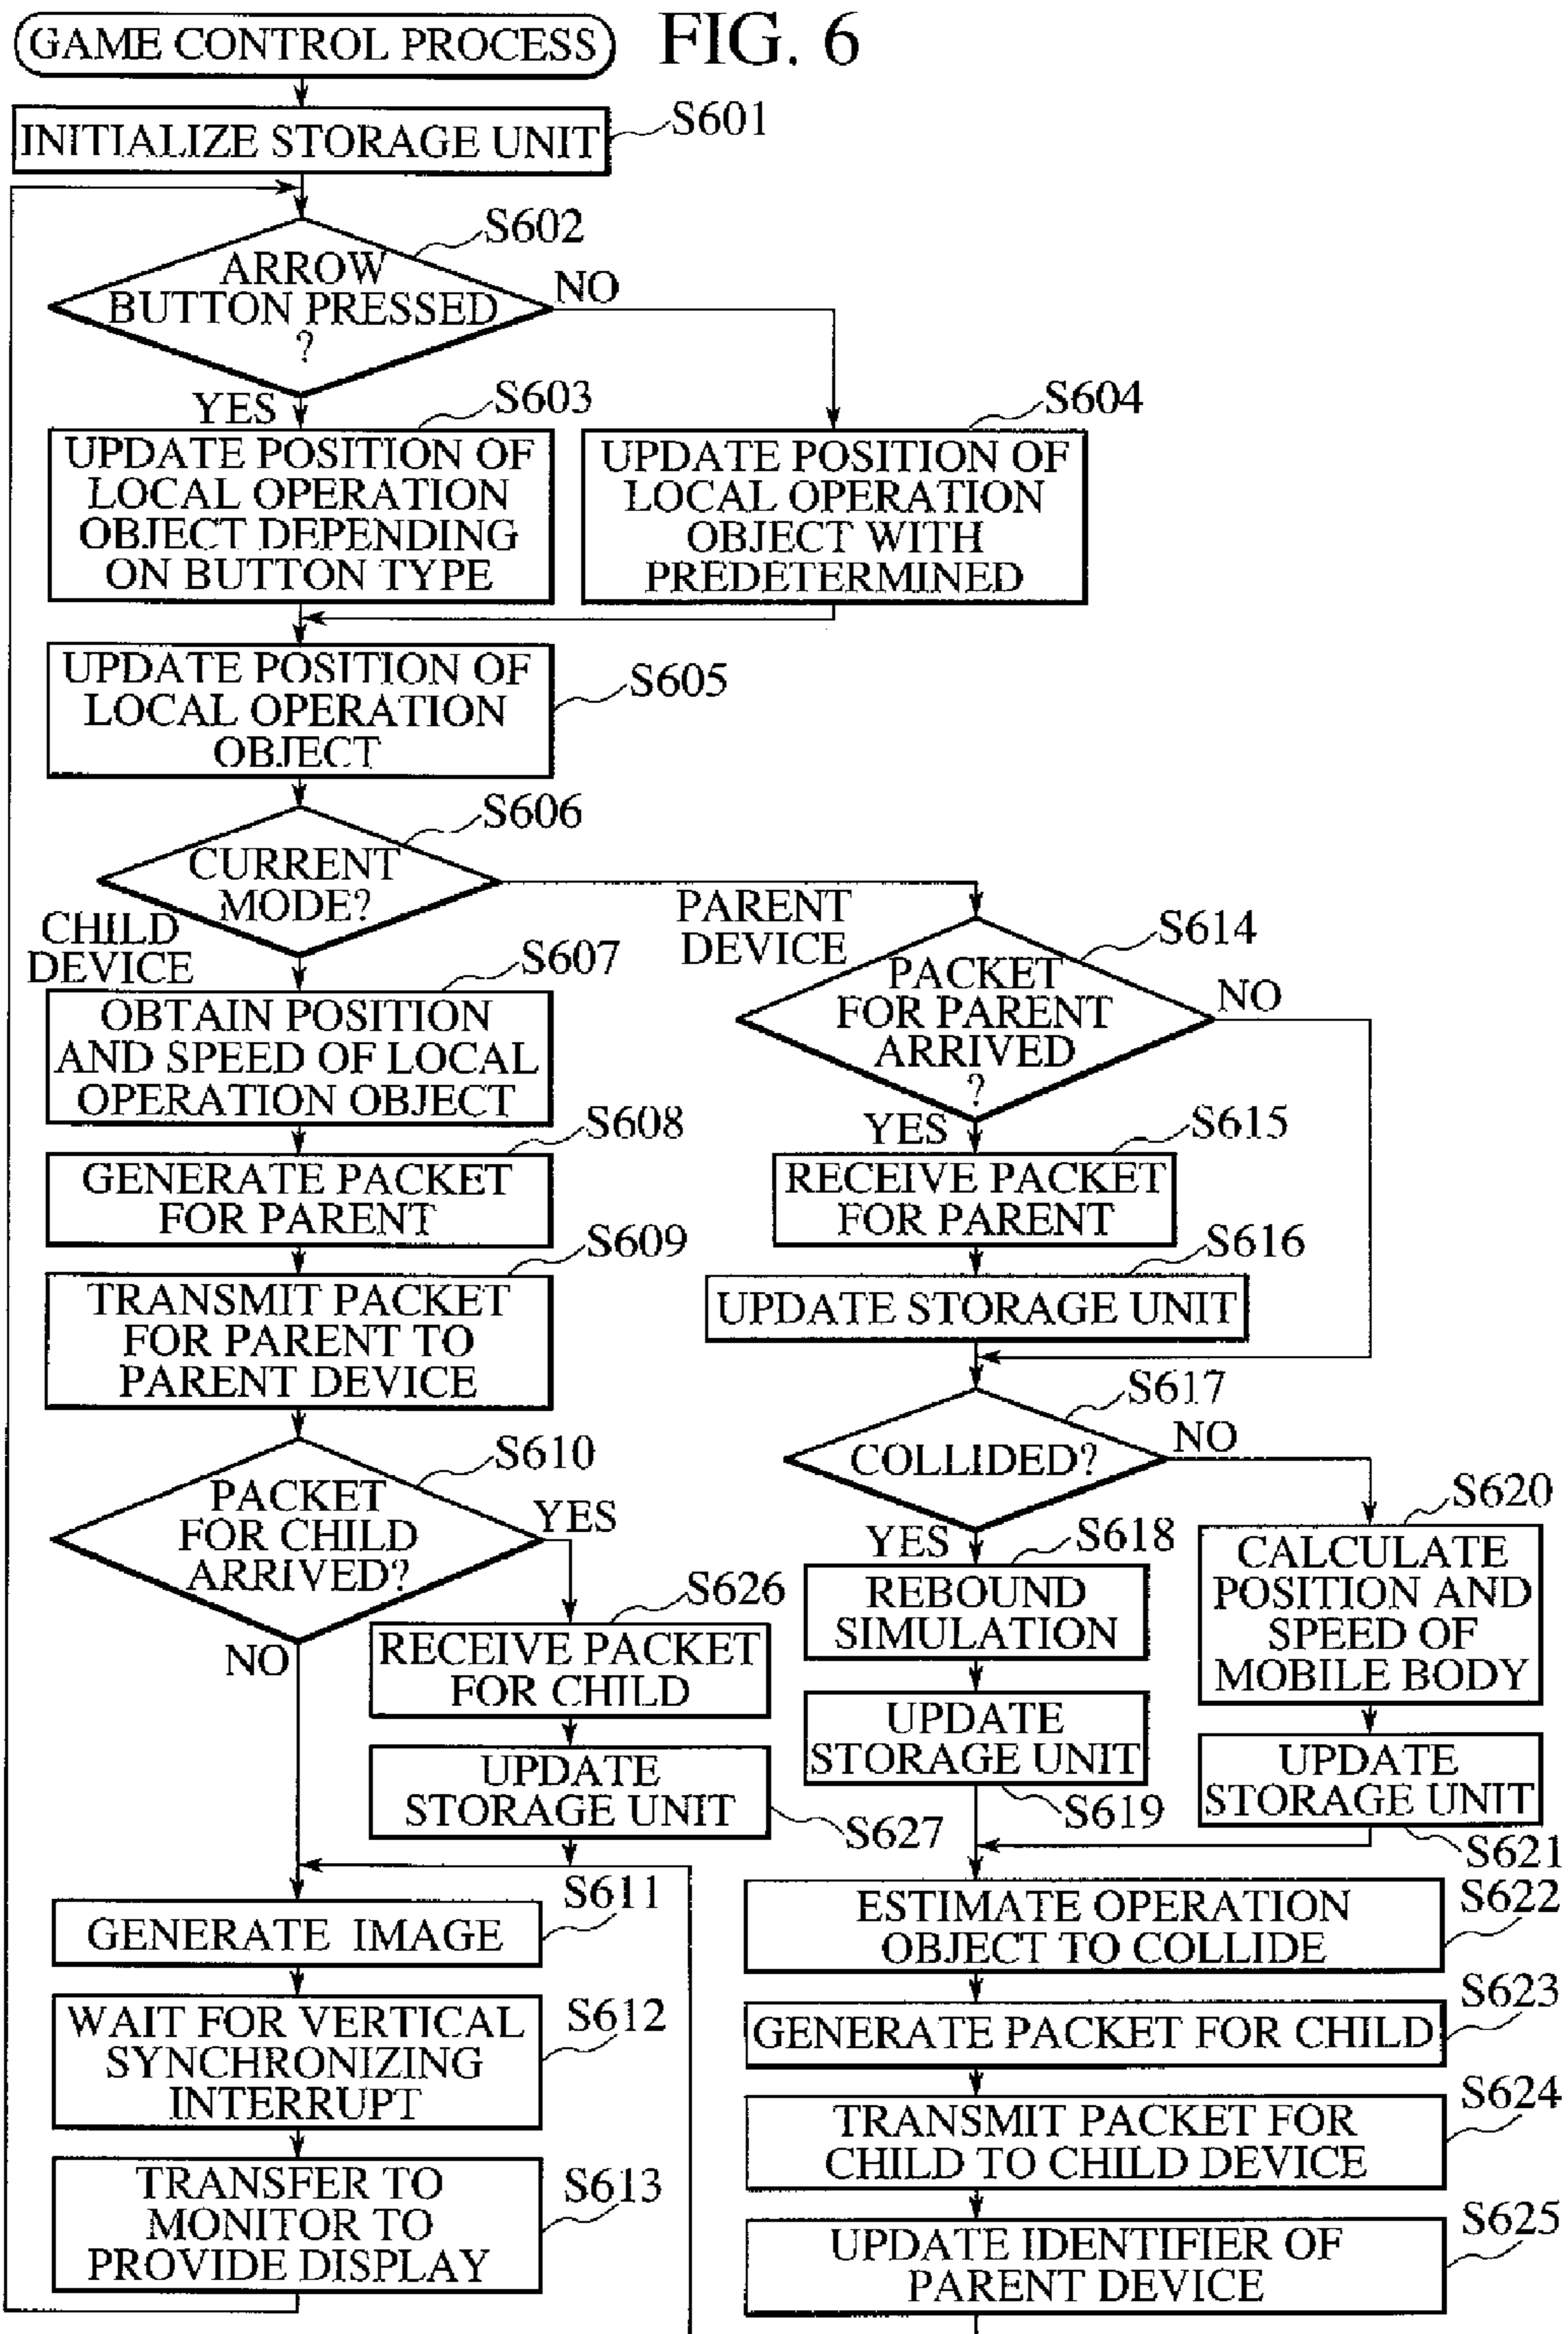 FIG. 6
GAME CONTROL PROCESS
INITIALIZE STORAGE UNIT
S601
S602
ARROW
BUTTON PRESSED
?
NO
YES
S603
UPDATE POSITION OF
LOCAL OPERATION
OBJECT DEPENDING
ON BUTTON TYPE
S604
UPDATE POSITION OF
LOCAL OPERATION
OBJECT WITH
PREDETERMINED
UPDATE POSITION OF
LOCAL OPERATION
OBJECT
S605
S606
CURRENT
MODE?
CHILD
DEVICE
PARENT
DEVICE
S607
OBTAIN POSITION
AND SPEED OF LOCAL
OPERATION OBJECT
S608
GENERATE PACKET
FOR PARENT
S609
TRANSMIT PACKET
FOR PARENT TO
PARENT DEVICE
S610
PACKET
FOR CHILD
ARRIVED?
YES
NO
S626
RECEIVE PACKET
FOR CHILD
UPDATE
STORAGE UNIT
S627
S611
GENERATE IMAGE
WAIT FOR VERTICAL
SYNCHRONIZING
INTERRUPT
S612
TRANSFER TO
MONITOR TO
PROVIDE DISPLAY
S613
S614
PACKET
FOR PARENT
ARRIVED
?
NO
YES
S615
RECEIVE PACKET
FOR PARENT
S616
UPDATE STORAGE UNIT
S617
COLLIDED?
NO
YES
S618
REBOUND
SIMULATION
UPDATE
STORAGE UNIT
S619
S620
CALCULATE
POSITION AND
SPEED OF
MOBILE BODY
UPDATE
STORAGE UNIT
S621
ESTIMATE OPERATION
OBJECT TO COLLIDE
S622
GENERATE PACKET FOR CHILD
S623
TRANSMIT PACKET FOR
CHILD TO CHILD DEVICE
S624
UPDATE IDENTIFIER OF
PARENT DEVICE
S625